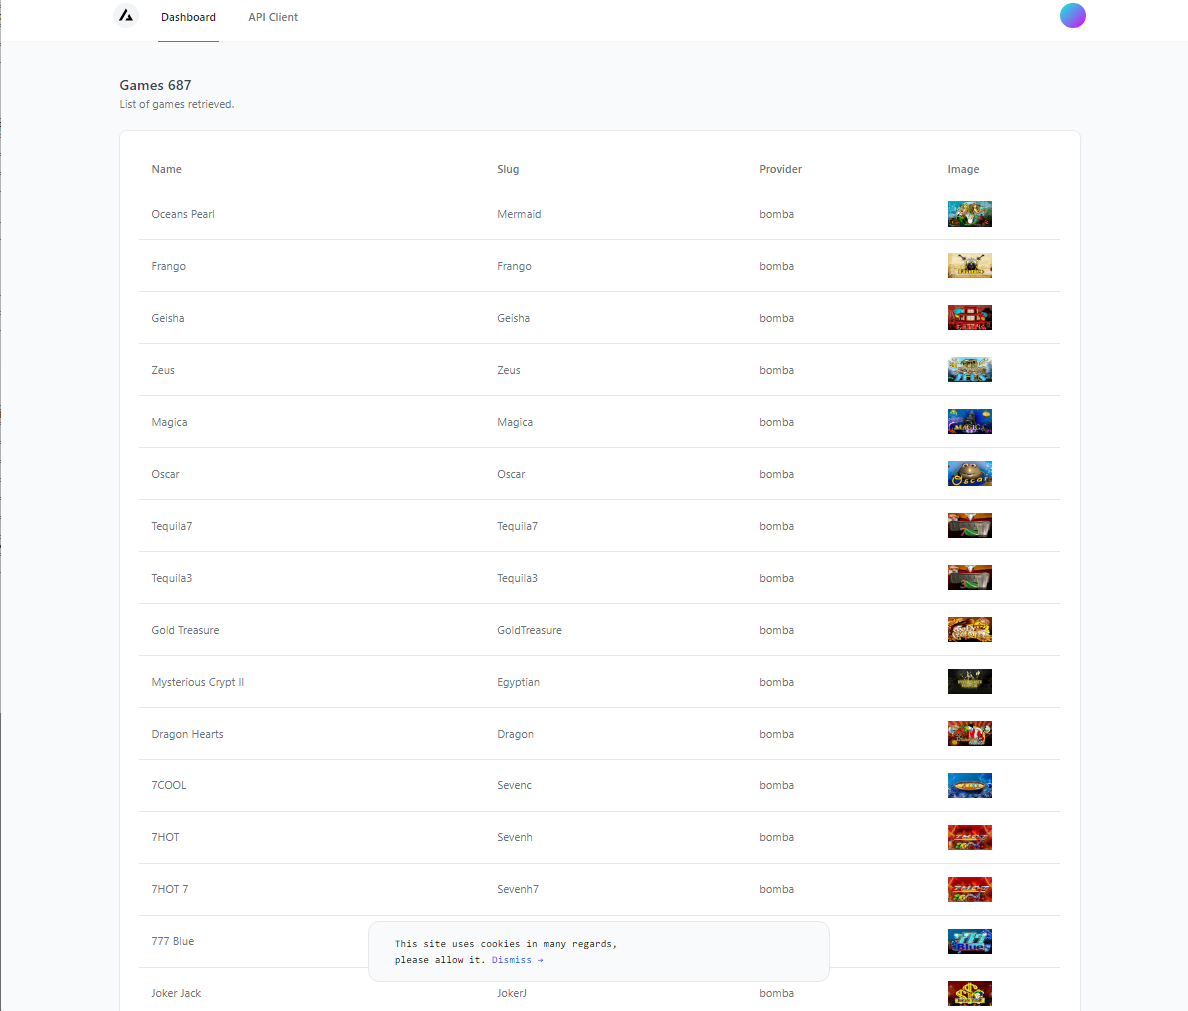 Dashboard API Client
Games 687
List of games retrieved.
Name Slug Provider Image
Oceans Pearl Mermaid bomba
Frango Frango bomba
Geisha Geisha bomba
Zeus Zeus bomba
Magica Magica bomba
MAGICA
Oscar Oscar bomba
Oscar
Tequila7 Tequila7 bomba
Tequila3 Tequila3 bomba
Gold Treasure GoldTreasure bomba
Mysterious Crypt II Egyptian bomba
Dragon Hearts Dragon bomba
7COOL Sevenc bomba
7HOT Sevenh bomba
7HOT 7 Sevenh7 bomba
777 Blue
777
Blue
This site uses cookies in many regards,
please allow it. Dismiss →
Joker Jack JokerJ bomba